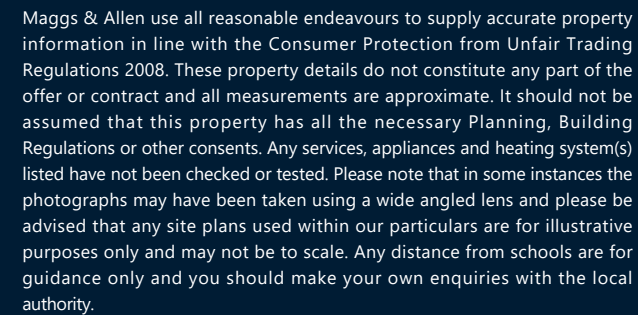 Maggs & Allen use all reasonable endeavours to supply accurate property
information in line with the Consumer Protection from Unfair Trading
Regulations 2008. These property details do not constitute any part of the
offer or contract and all measurements are approximate. It should not be
assumed that this property has all the necessary Planning, Building
Regulations or other consents. Any services, appliances and heating system(s)
listed have not been checked or tested. Please note that in some instances the
photographs may have been taken using a wide angled lens and please be
advised that any site plans used within our particulars are for illustrative
purposes only and may not be to scale. Any distance from schools are for
guidance only and you should make your own enquiries with the local
authority.